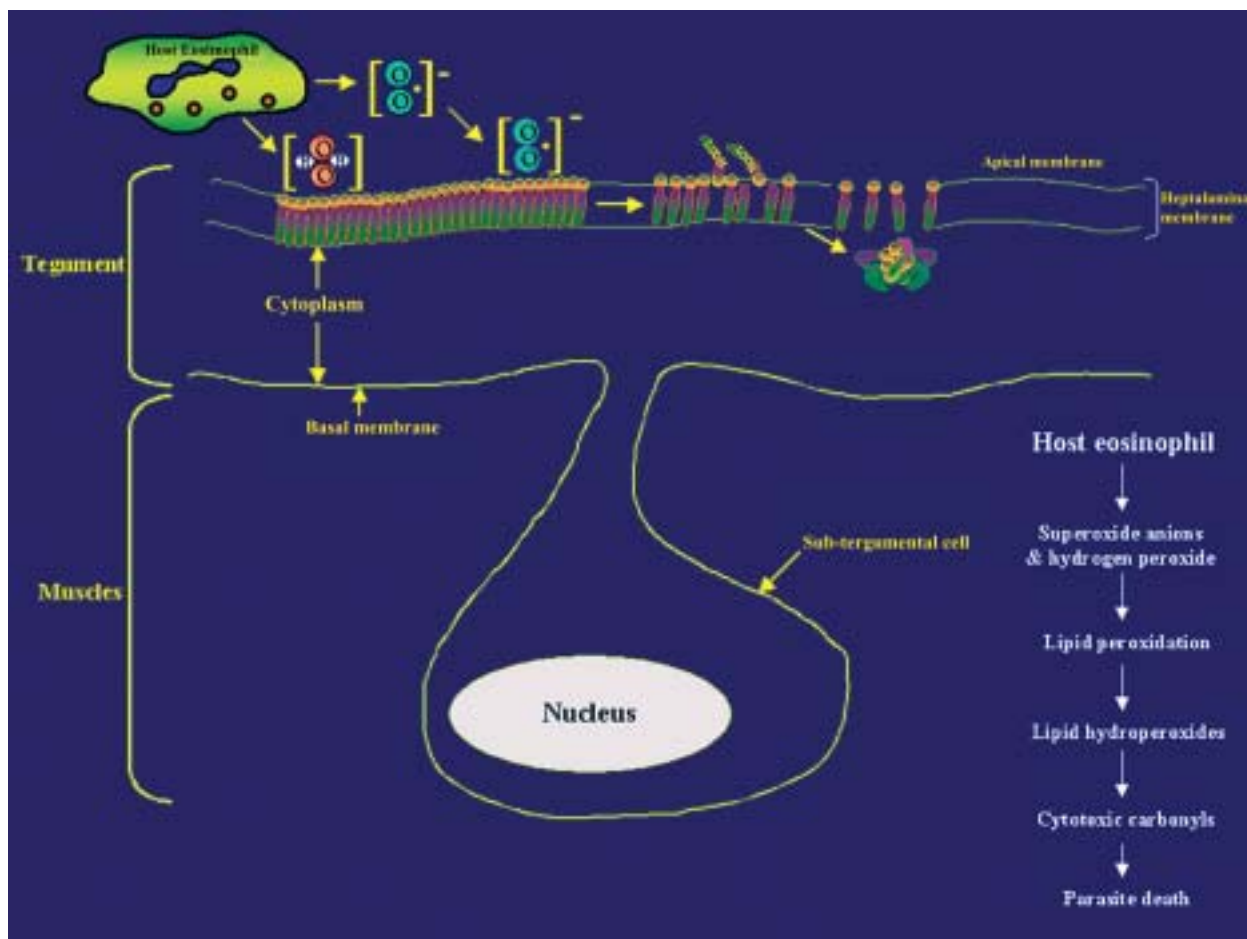 Host Eosinophil
Apical membrane
Heptalamina
membrane
Tegument
Cytoplasm
Basal membrane
Host eosinophil
Superoxide anions
& hydrogen peroxide
Sub-tergumental cell
Muscles
Lipid peroxidation
Nucleus
Lipid hydroperoxides
Cytotoxic carbonyls
Parasite death